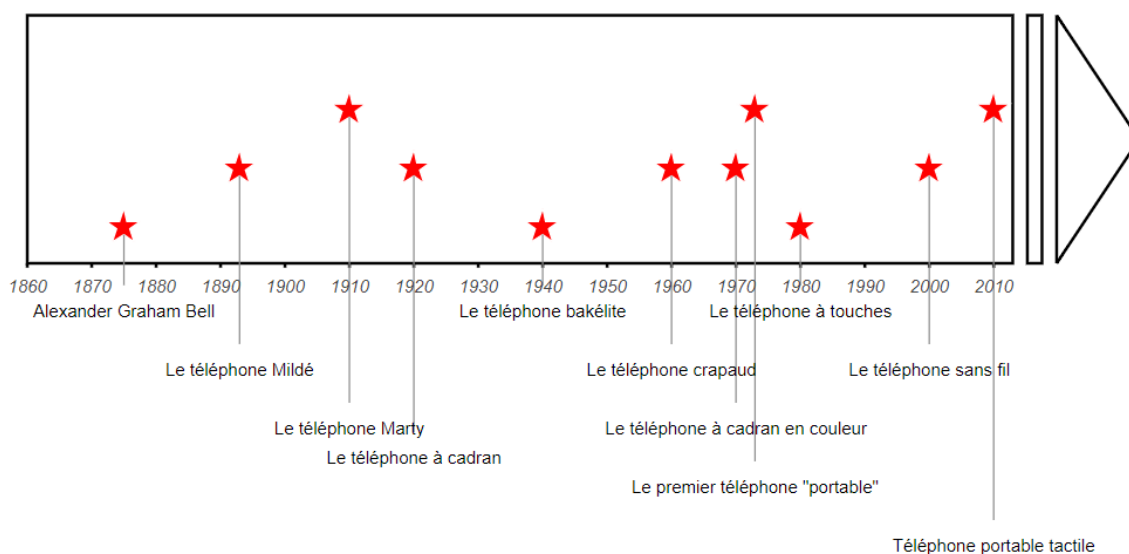 1860 1870 1880 1890 1900 1910 1920 1930 1940 1950 1960 1970 1980 1990 2000 2010
Alexander Graham Bell Le téléphone bakélite Le téléphone à touches
Le téléphone Mildé Le téléphone crapaud Le téléphone sans fil
Le téléphone Marty Le téléphone à cadran en couleur
Le téléphone à cadran
Le premier téléphone "portable"
Téléphone portable tactile